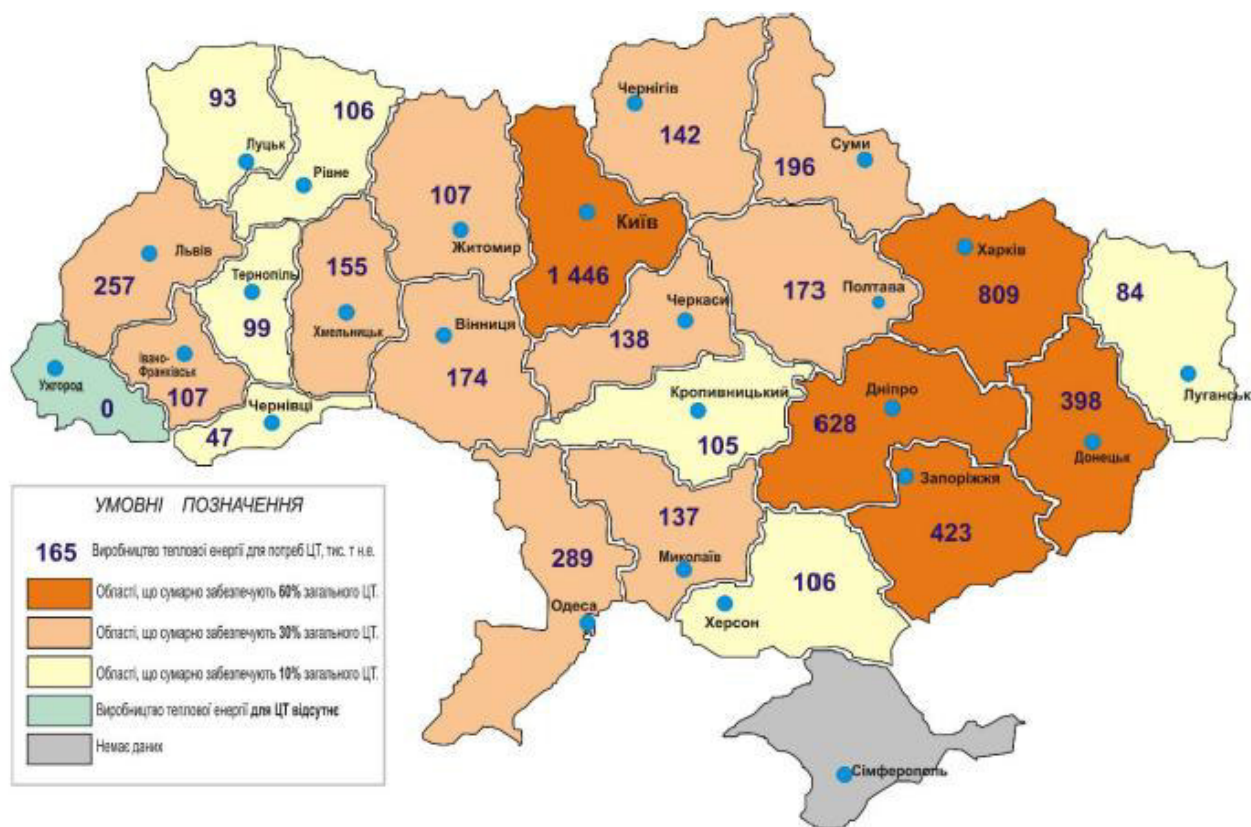 93
106
Луцьк
Рівне
Чернігів
142
196
Суми
107
Житомир
Київ
1 446
Львів
257
Тернопіль
99
155
Хмельницьк
Вінниця
174
Черкаси
138
173
Полтава
Харків
809
84
Луганськ
Ужгород
0
Івано-
Франківськ
107
Чернівці
47
Кропивницький
105
Дніпро
628
398
Донецьк
Запоріжжя
423
289
Одеса
137
Миколаїв
106
Херсон
Сімферополь
УМОВНІ ПОЗНАЧЕННЯ
165 Виробництво теплової енергії для потреб ЦТ, тис. т н.е.
Області, що сумарно забезпечують 60% загального ЦТ.
Області, що сумарно забезпечують 30% загального ЦТ.
Області, що сумарно забезпечують 10% загального ЦТ.
Виробництво теплової енергії для ЦТ відсутнє
Немає даних